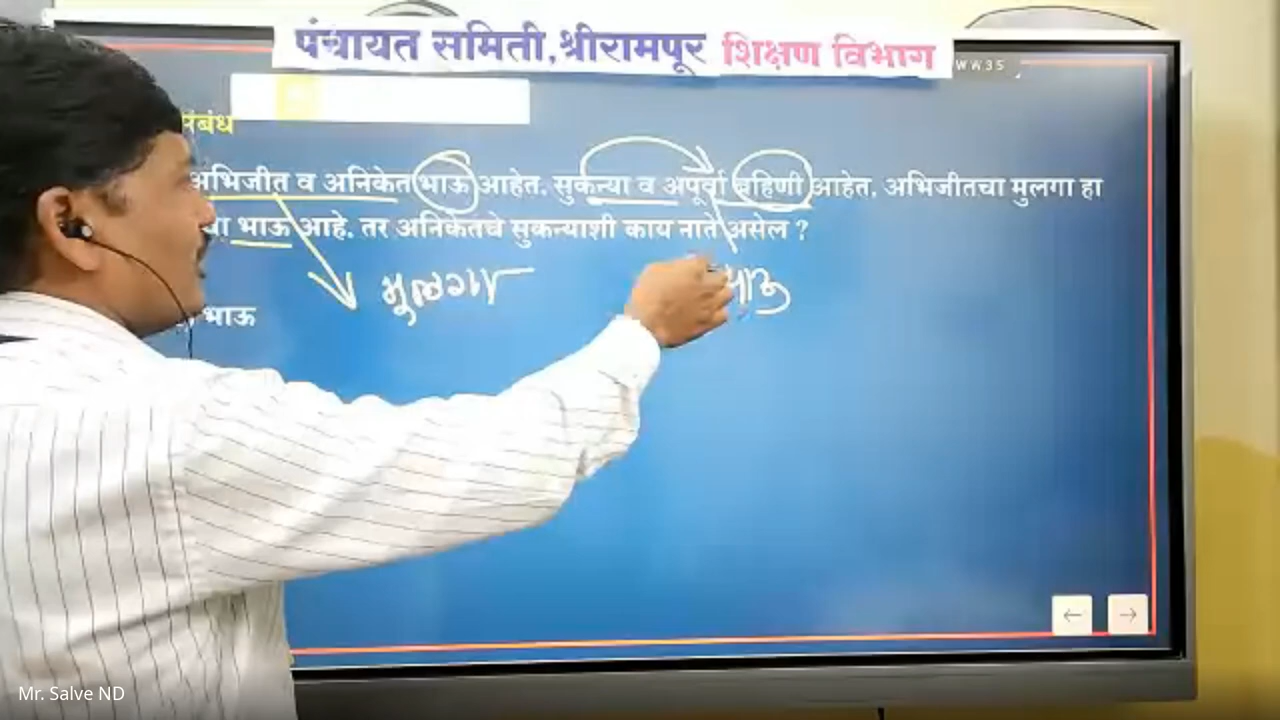 पंचायत समिती,श्रीरामपूर शिक्षण विभाग
WW35
संबंध
अभिजीत व अनिकेत भाऊ आहेत. सुकन्या व अपूर्वा बहिणी आहेत. अभिजीतचा मुलगा हा
भाऊ आहे. तर अनिकेतचे सुकन्याशी काय नाते असेल ?
मुलगा भाऊ
भाऊ
← →
Mr. Salve ND